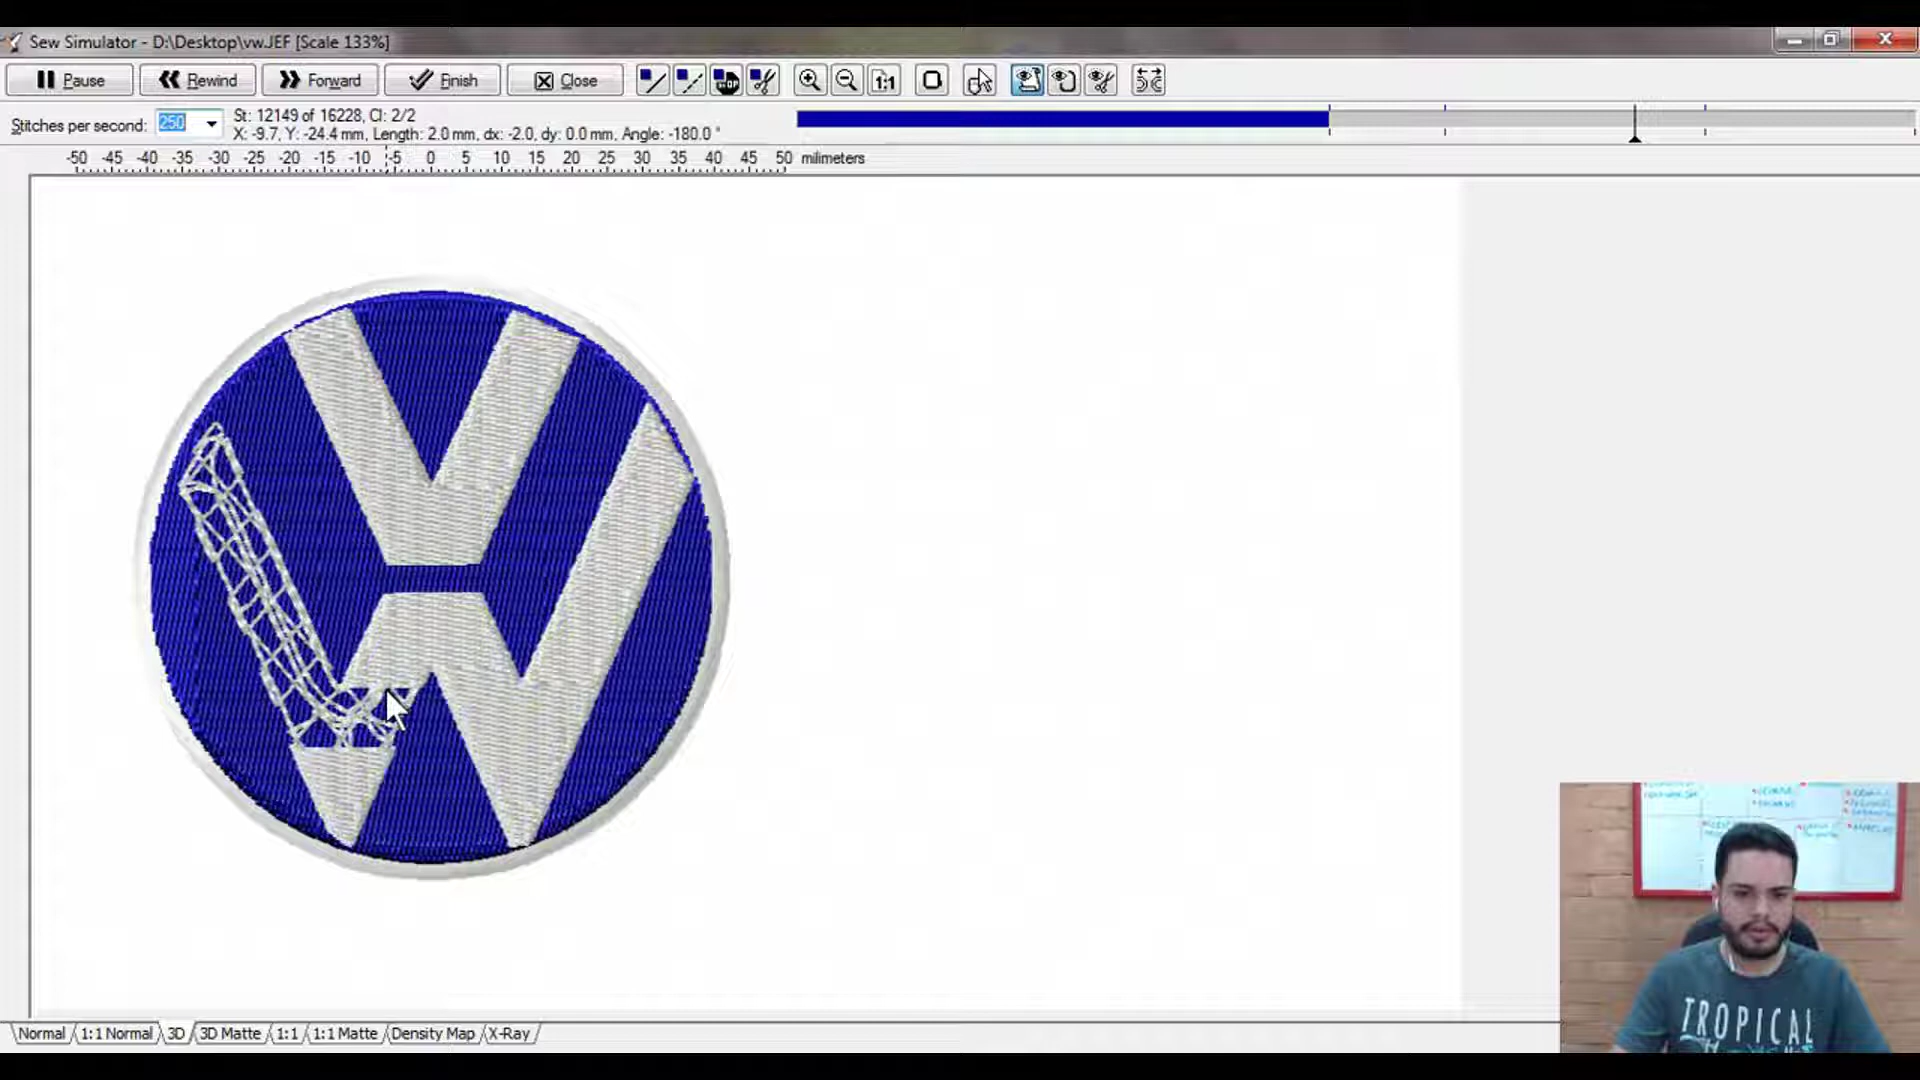 Sew Simulator - D:\Desktop\vw.JEF [Scale 133%]
Pause Rewind Forward Finish Close 1:1
Stitches per second: 250
St: 12149 of 16228, Cl: 2/2
X: -9.7, Y: -24.4 mm, Length: 2.0 mm, dx: -2.0, dy: 0.0 mm, Angle: -180.0 °
-50 -45 -40 -35 -30 -25 -20 -15 -10 -5 0 5 10 15 20 25 30 35 40 45 50 milimeters
TROPICAL
Normal 1:1 Normal 3D 3D Matte 1:1 1:1 Matte Density Map X-Ray